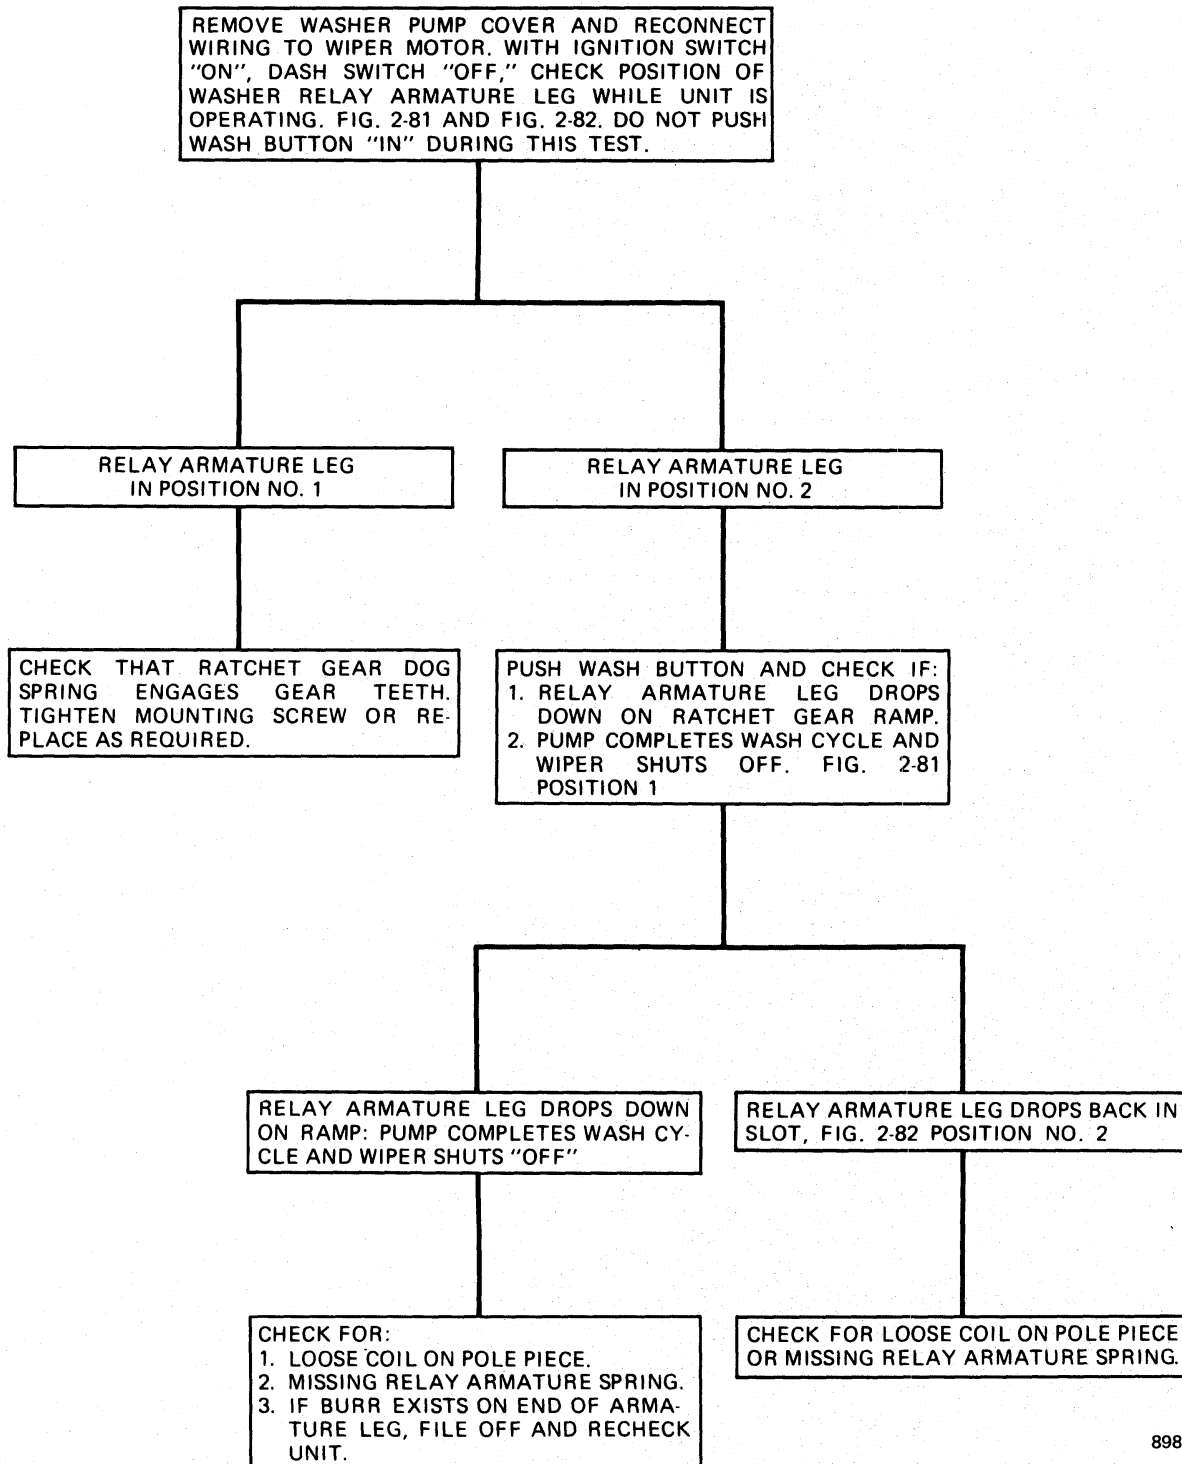 REMOVE WASHER PUMP COVER AND RECONNECT
WIRING TO WIPER MOTOR. WITH IGNITION SWITCH
"ON", DASH SWITCH "OFF," CHECK POSITION OF
WASHER RELAY ARMATURE LEG WHILE UNIT IS
OPERATING. FIG. 2-81 AND FIG. 2-82. DO NOT PUSH
WASH BUTTON "IN" DURING THIS TEST.
RELAY ARMATURE LEG
IN POSITION NO. 1
RELAY ARMATURE LEG
IN POSITION NO. 2
CHECK THAT RATCHET GEAR DOG
SPRING ENGAGES GEAR TEETH.
TIGHTEN MOUNTING SCREW OR RE-
PLACE AS REQUIRED.
PUSH WASH BUTTON AND CHECK IF:
1. RELAY ARMATURE LEG DROPS
DOWN ON RATCHET GEAR RAMP.
2. PUMP COMPLETES WASH CYCLE AND
WIPER SHUTS OFF. FIG. 2-81
POSITION 1
RELAY ARMATURE LEG DROPS DOWN
ON RAMP: PUMP COMPLETES WASH CY-
CLE AND WIPER SHUTS "OFF"
RELAY ARMATURE LEG DROPS BACK IN
SLOT, FIG. 2-82 POSITION NO. 2
CHECK FOR:
1. LOOSE COIL ON POLE PIECE.
2. MISSING RELAY ARMATURE SPRING.
3. IF BURR EXISTS ON END OF ARMA-
TURE LEG, FILE OFF AND RECHECK
UNIT.
CHECK FOR LOOSE COIL ON POLE PIECE
OR MISSING RELAY ARMATURE SPRING.
898